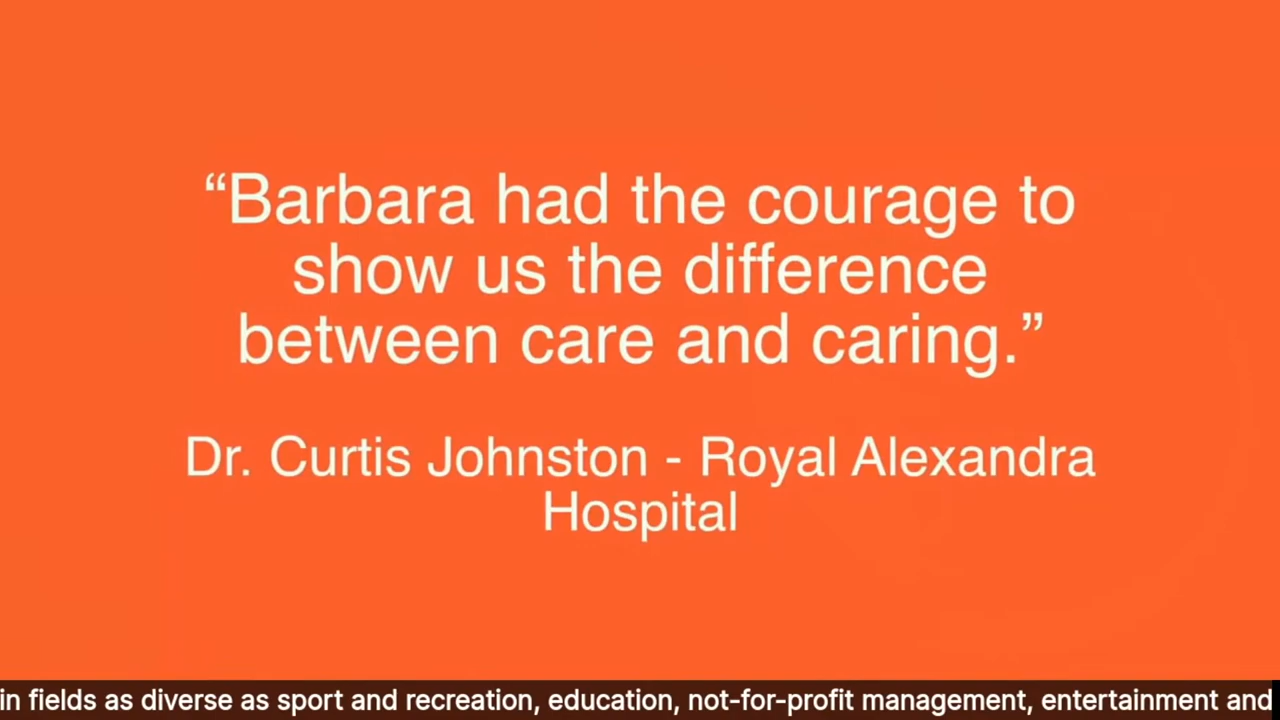 “Barbara had the courage to
show us the difference
between care and caring.”
Dr. Curtis Johnston - Royal Alexandra
Hospital
in fields as diverse as sport and recreation, education, not-for-profit management, entertainment and